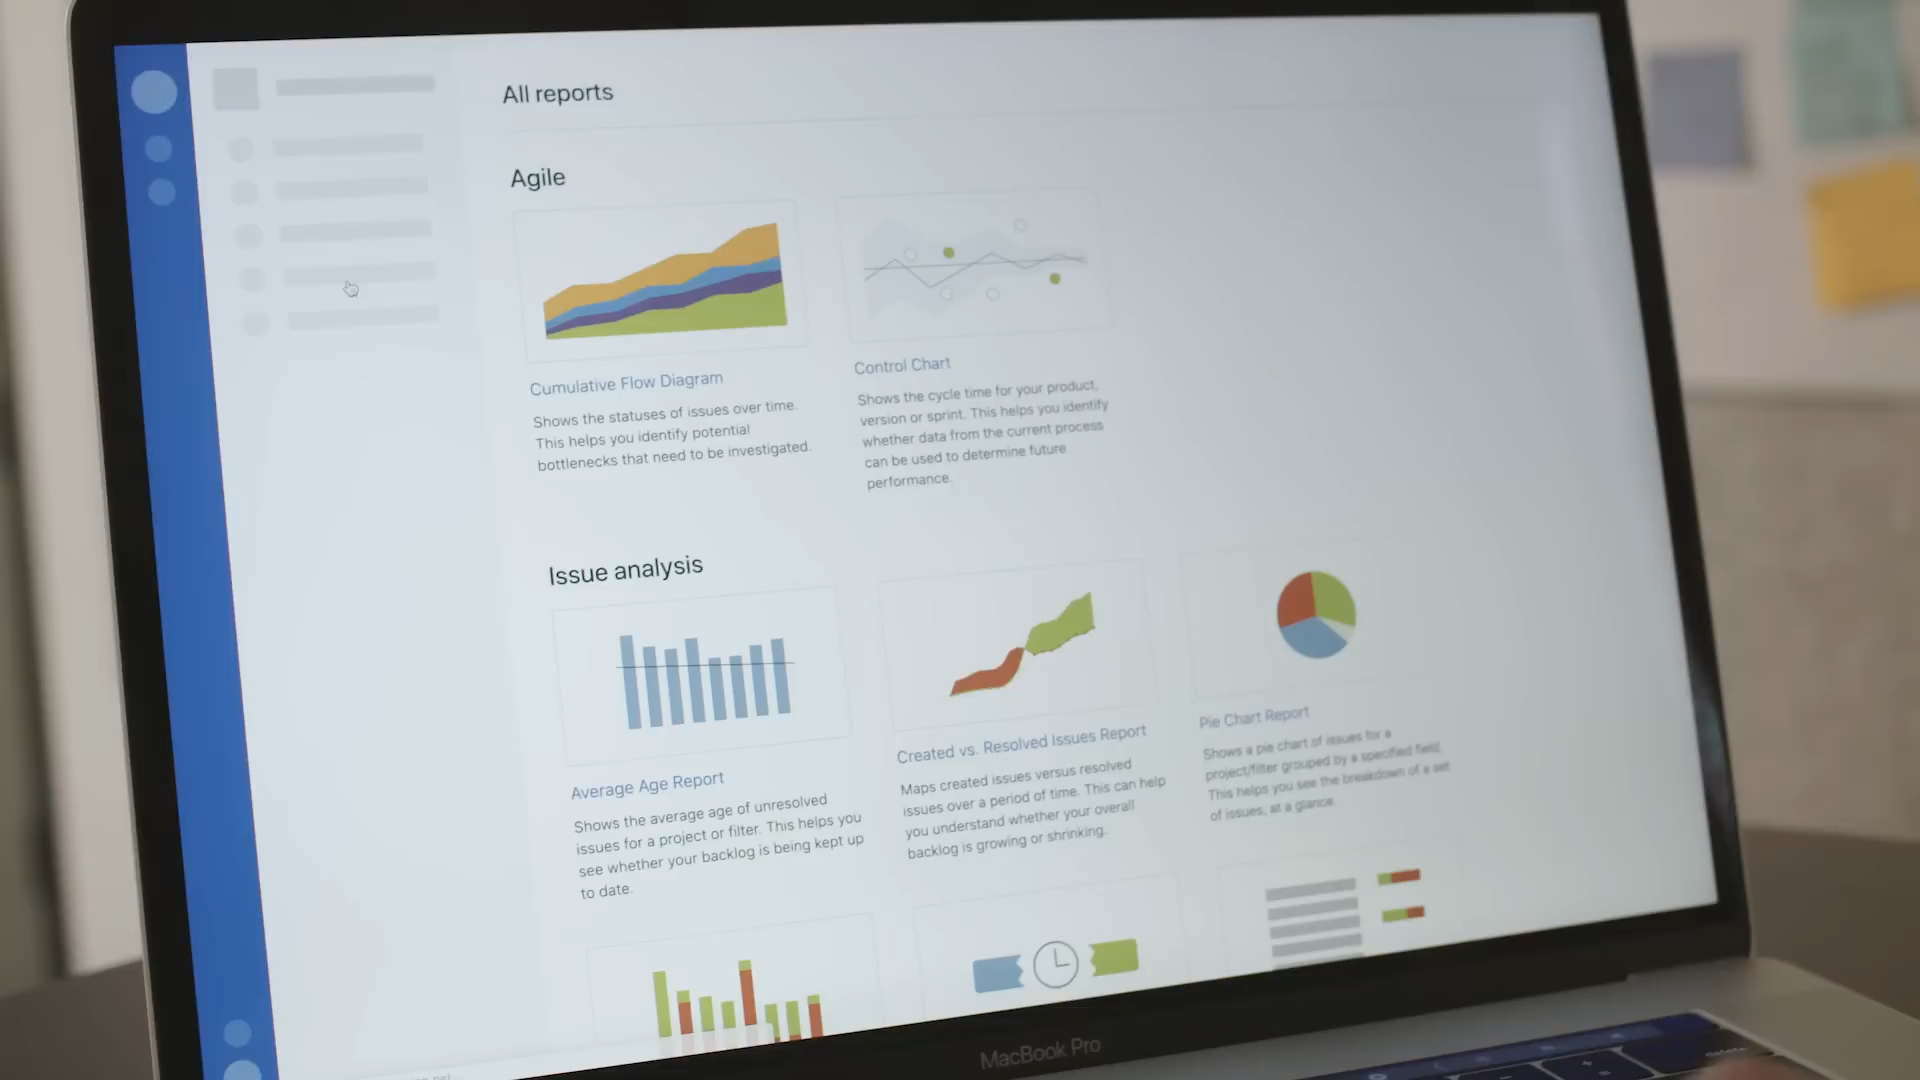 All reports
Agile
Cumulative Flow Diagram
Shows the statuses of issues over time.
This helps you identify potential
bottlenecks that need to be investigated.
Control Chart
Shows the cycle time for your product,
version or sprint. This helps you identify
whether data from the current process
can be used to determine future
performance.
Issue analysis
Average Age Report
Shows the average age of unresolved
issues for a project or filter. This helps you
see whether your backlog is being kept up
to date.
Created vs. Resolved Issues Report
Maps created issues versus resolved
issues over a period of time. This can help
you understand whether your overall
backlog is growing or shrinking.
Pie Chart Report
Shows a pie chart of issues for a
project/filter grouped by a specified field.
This helps you see the breakdown of a set
of issues, at a glance.
MacBook Pro
delete